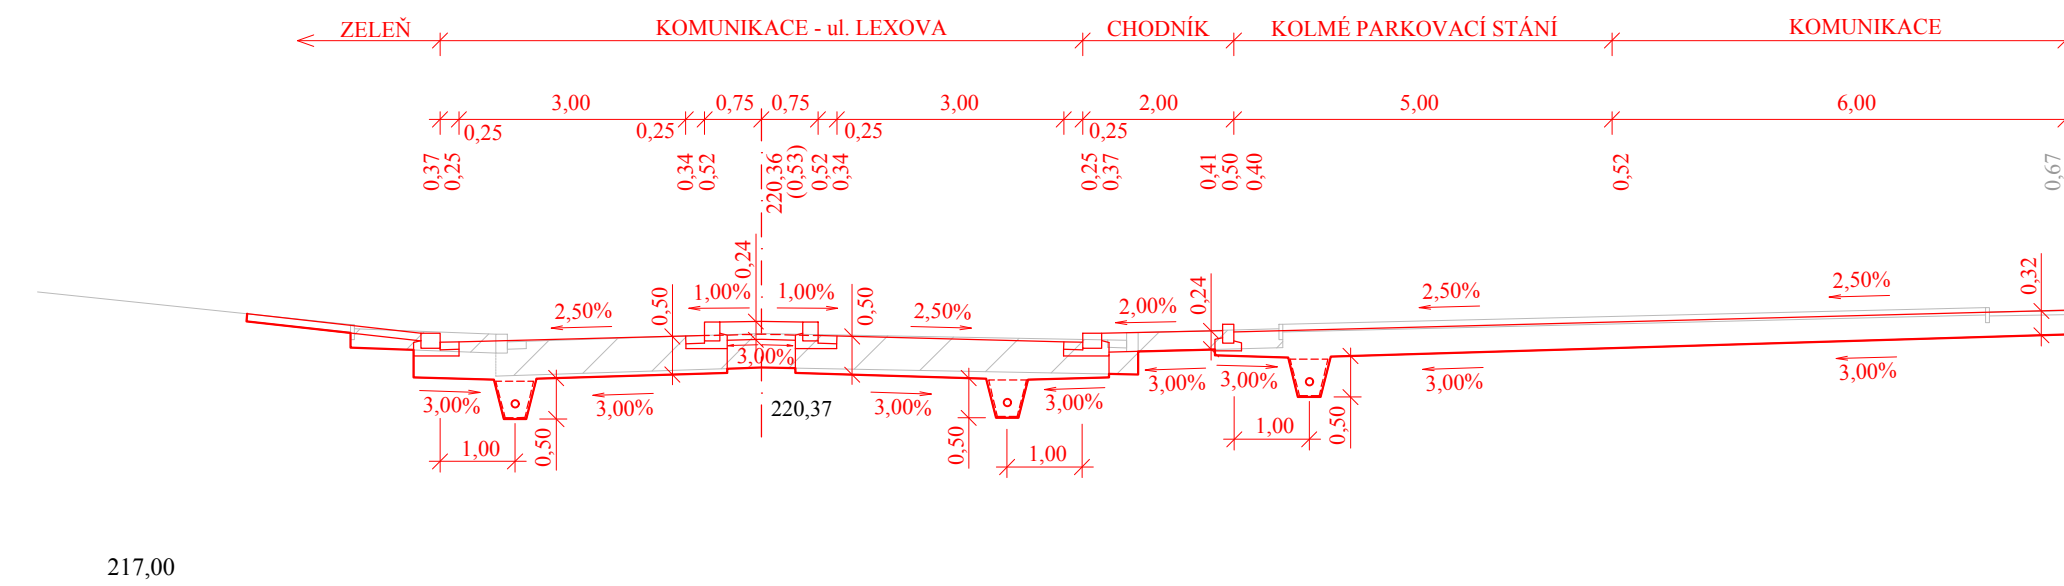 ZELEŇ KOMUNIKACE - ul. LEXOVA CHODNÍK KOLMÉ PARKOVACÍ STÁNÍ KOMUNIKACE
3,00 0,75 0,75 3,00 2,00 5,00 6,00
0,25 0,25 0,25 0,25
0,37 0,25 0,34 0,52 220,36 (0,53) 0,52 0,34 0,25 0,37 0,41 0,50 0,40 0,52 0,67
0,24 0,50 1,00% 1,00% 0,50 0,24 0,32
2,50% 2,50% 2,00% 2,50% 2,50%
3,00%
3,00% 3,00% 3,00% 3,00% 3,00% 3,00% 3,00% 3,00%
220,37
0,50 0,50 0,50
1,00 1,00 1,00
217,00